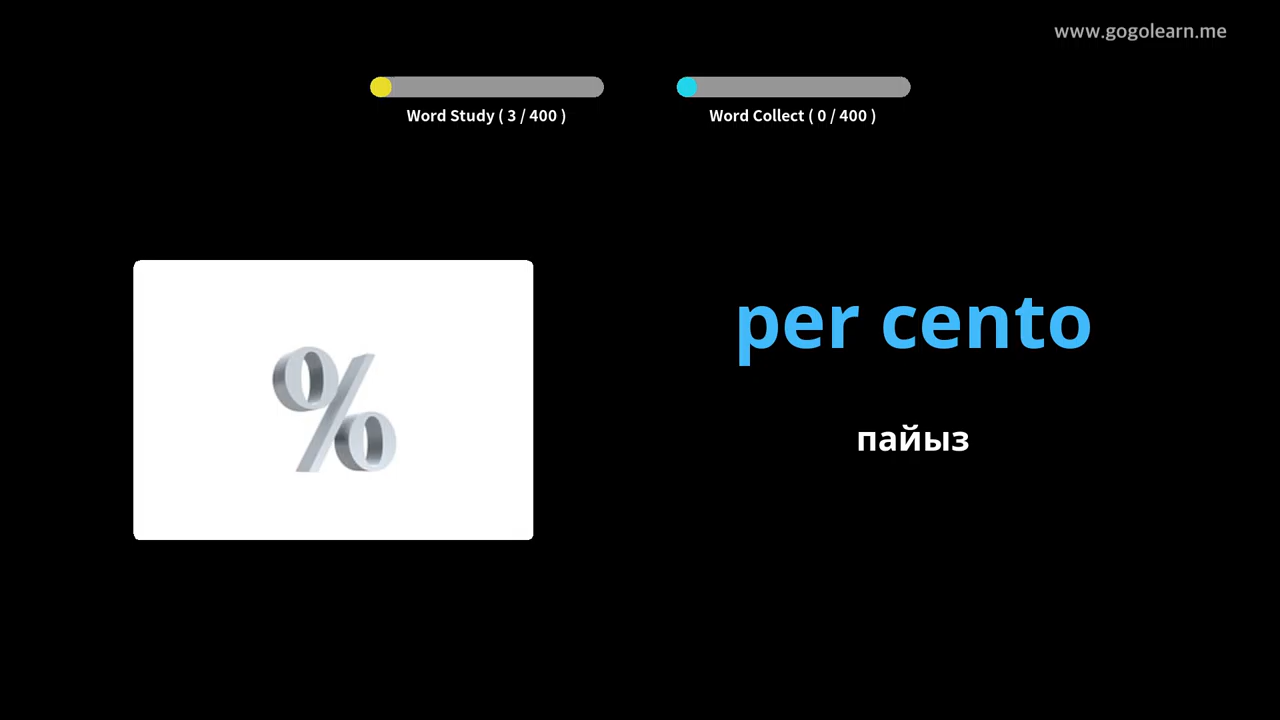 www.gogolearn.me
Word Study ( 3 / 400 )
Word Collect ( 0 / 400 )
%
per cento
пайыз